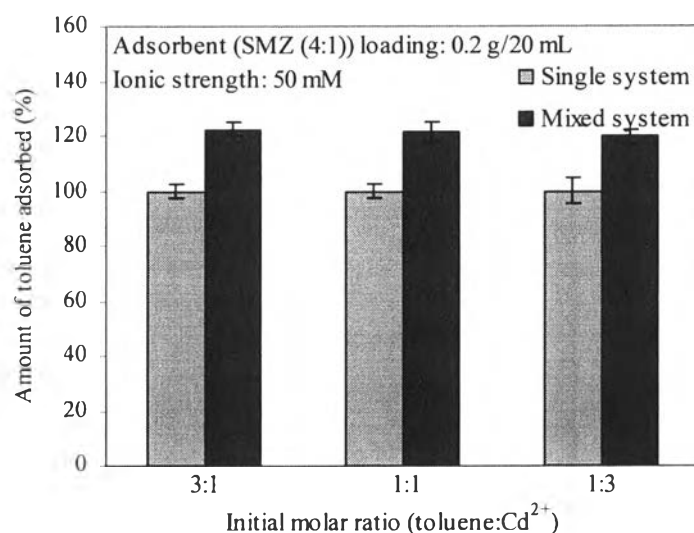 160
140
120
100
80
60
40
20
0
Amount of toluene adsorbed (%)
Adsorbent (SMZ (4:1)) loading: 0.2 g/20 mL
Ionic strength: 50 mM
Single system
Mixed system
3:1 1:1 1:3
Initial molar ratio (toluene:Cd²⁺)